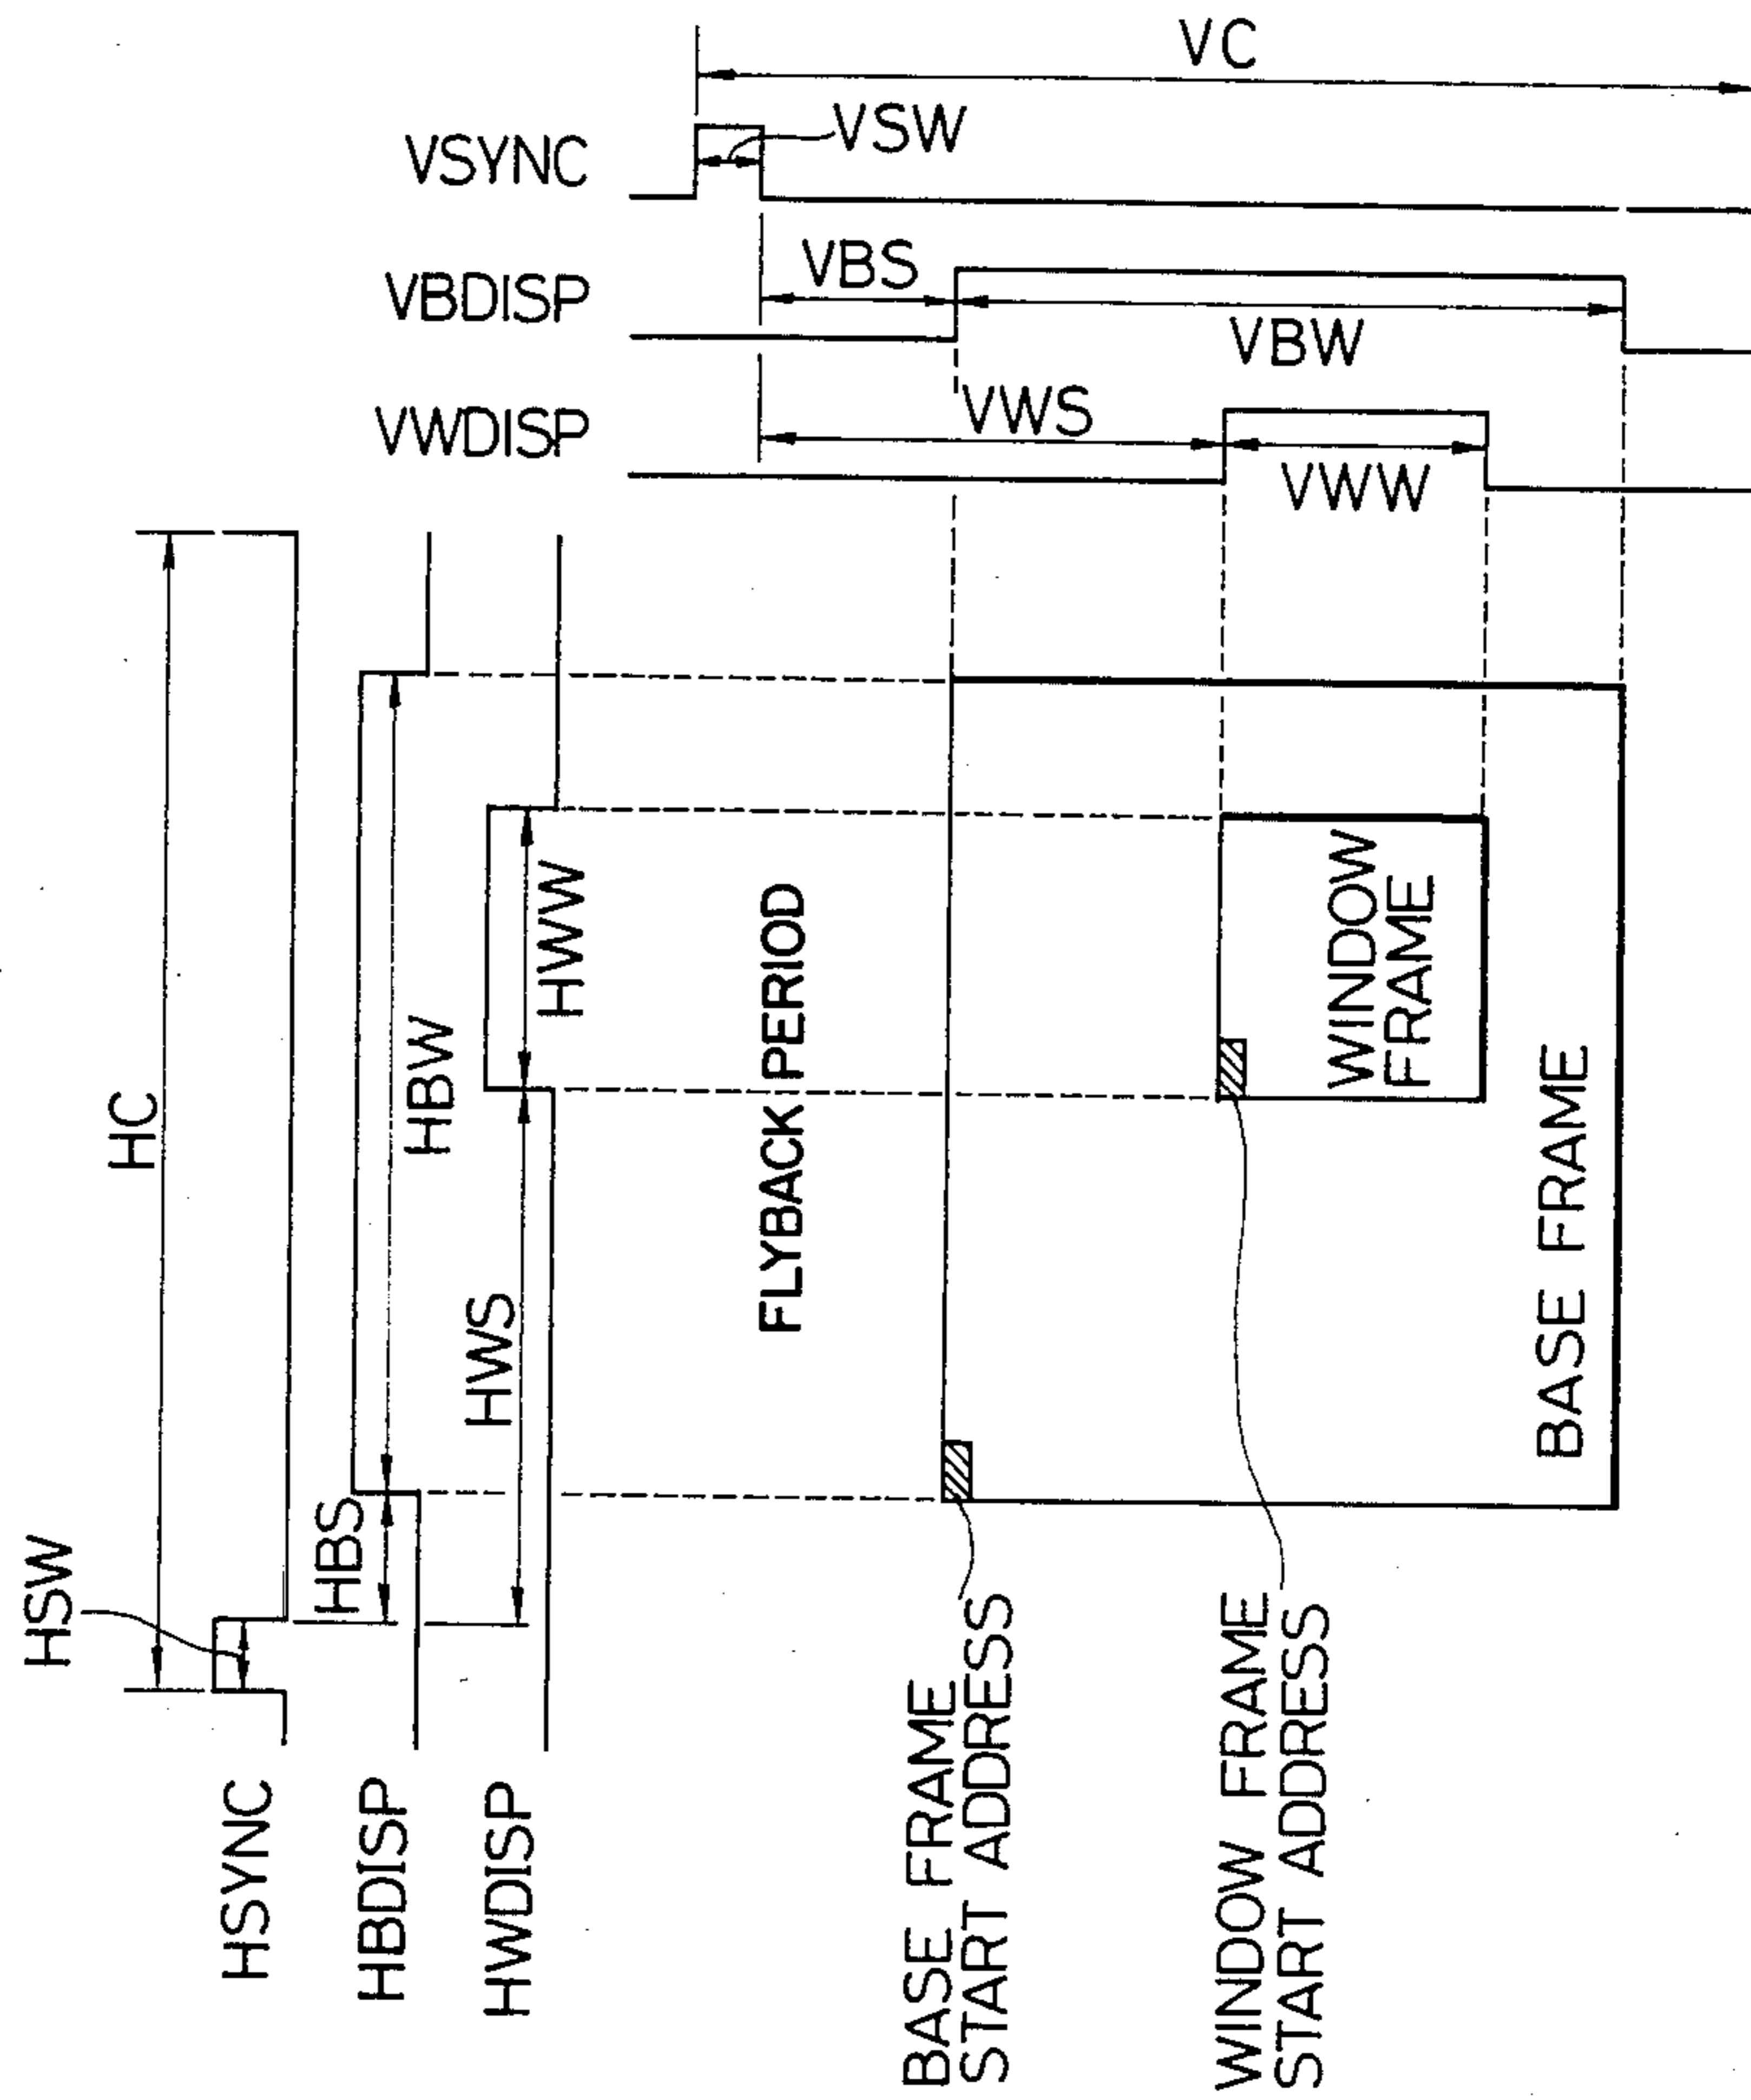 HSW
HC
HSYNC
HBS
HBW
HBDISP
HWS
HWW
HWDISP
VSYNC
VSW
VC
VBDISP
VBS
VBW
VWDISP
VWS
VWW
FLYBACK PERIOD
BASE FRAME
START ADDRESS
WINDOW FRAME
START ADDRESS
WINDOW
FRAME
BASE FRAME